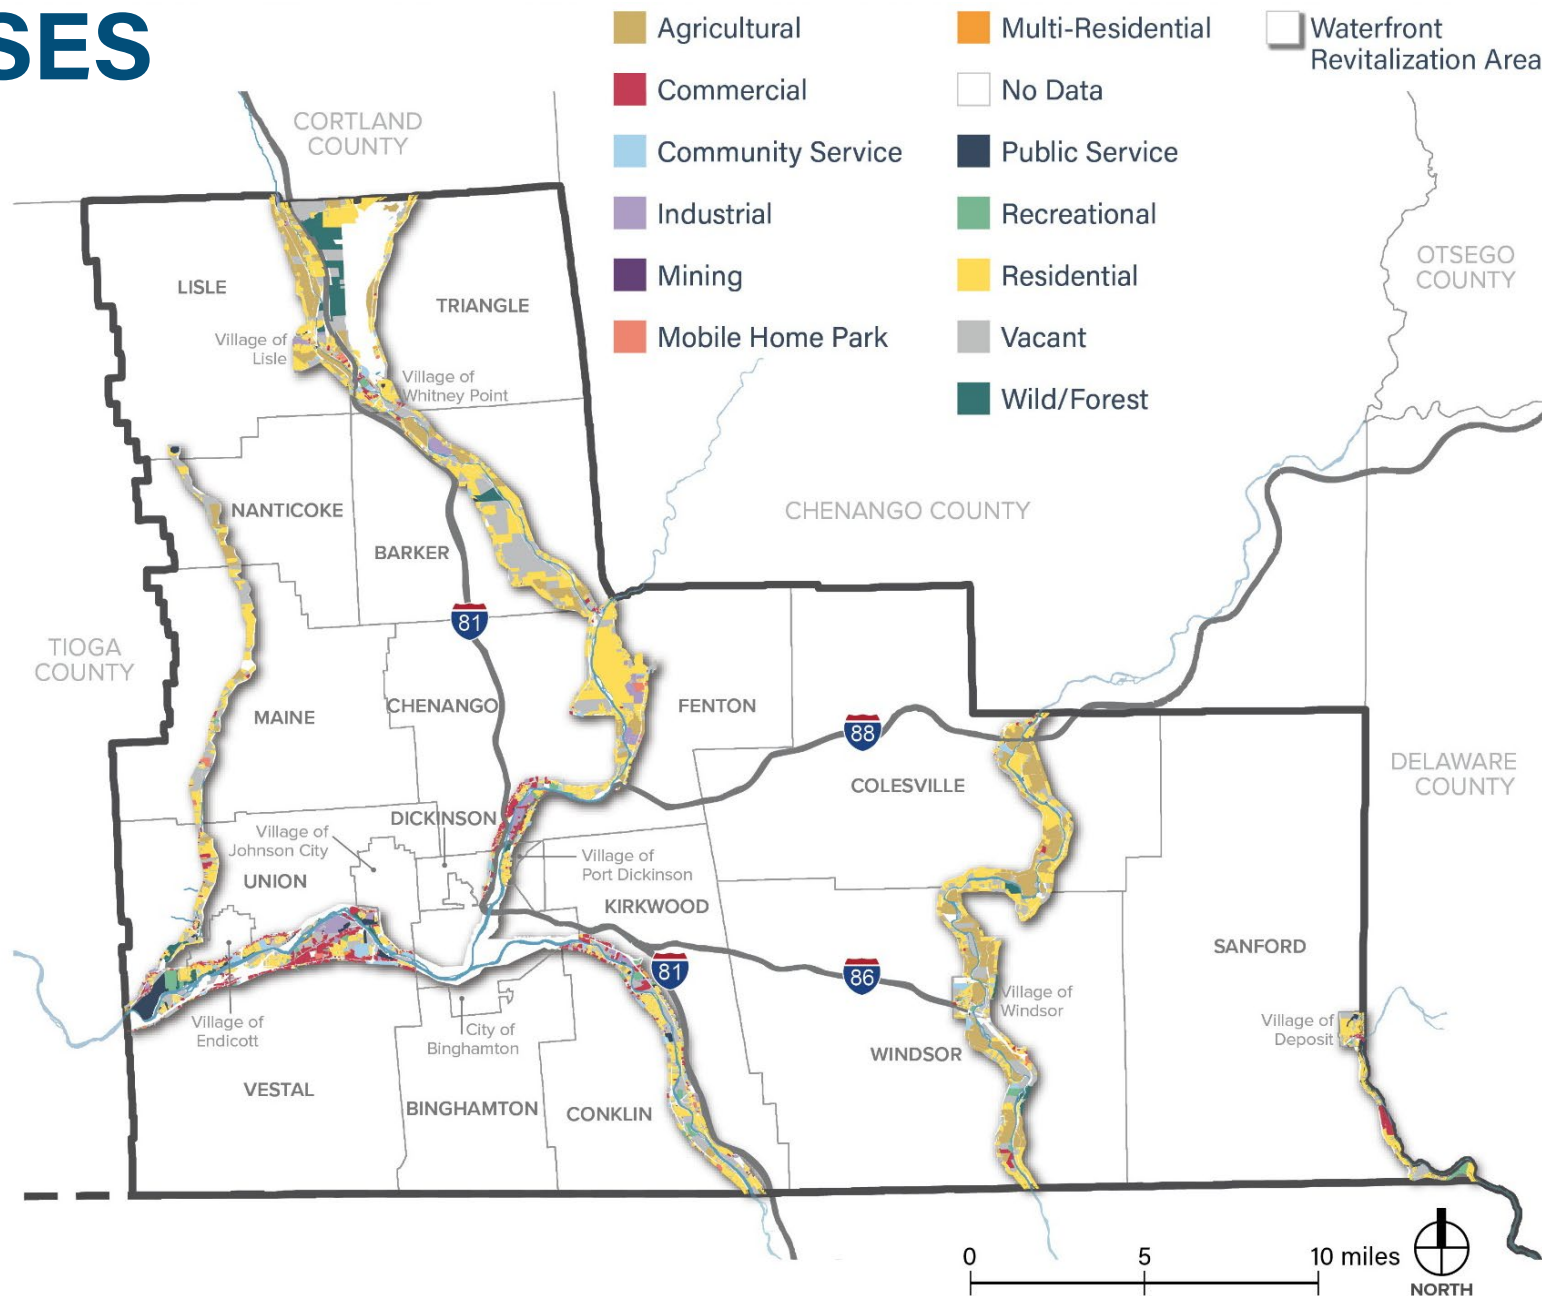 SES
Agricultural
Commercial
Community Service
Industrial
Mining
Mobile Home Park
Multi-Residential
No Data
Public Service
Recreational
Residential
Vacant
Wild/Forest
Waterfront
Revitalization Area
CORTLAND
COUNTY
OTSEGO
COUNTY
LISLE
TRIANGLE
Village of
Lisle
Village of
Whitney Point
NANTICOKE
CHENANGO COUNTY
BARKER
81
TIOGA
COUNTY
MAINE
CHENANGO
FENTON
88
COLESVILLE
DELAWARE
COUNTY
DICKINSON
Village of
Johnson City
Village of
Port Dickinson
UNION
KIRKWOOD
SANFORD
81
86
Village of
Windsor
Village of
Endicott
City of
Binghamton
Village of
Deposit
WINDSOR
VESTAL
BINGHAMTON
CONKLIN
0 5 10 miles
NORTH